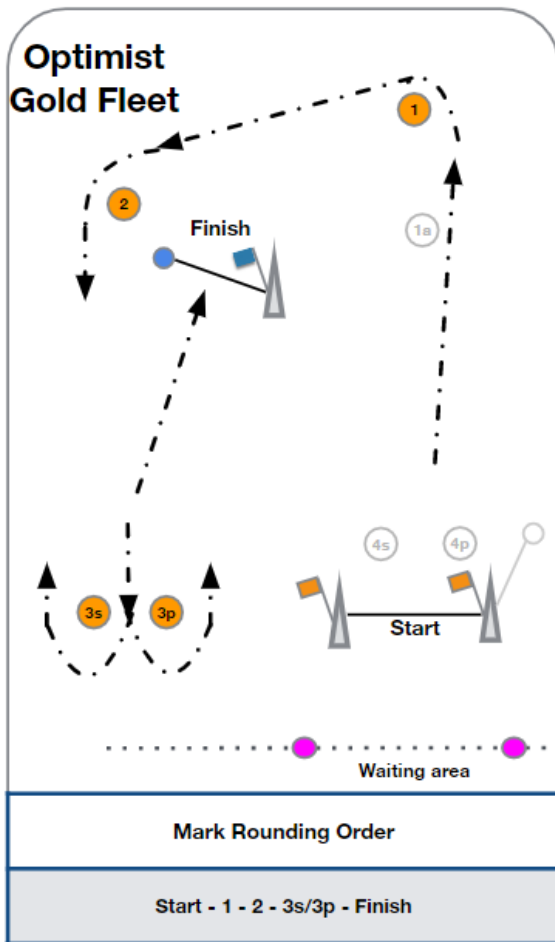 Optimist
Gold Fleet
1
2
1a
Finish
4s
4p
3s
3p
Start
Waiting area
Mark Rounding Order
Start - 1 - 2 - 3s/3p - Finish